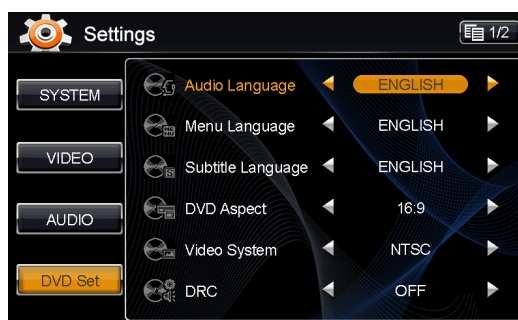 Settings
1/2
SYSTEM
VIDEO
AUDIO
DVD Set
Audio Language ENGLISH
Menu Language ENGLISH
Subtitle Language ENGLISH
DVD Aspect 16:9
Video System NTSC
DRC OFF